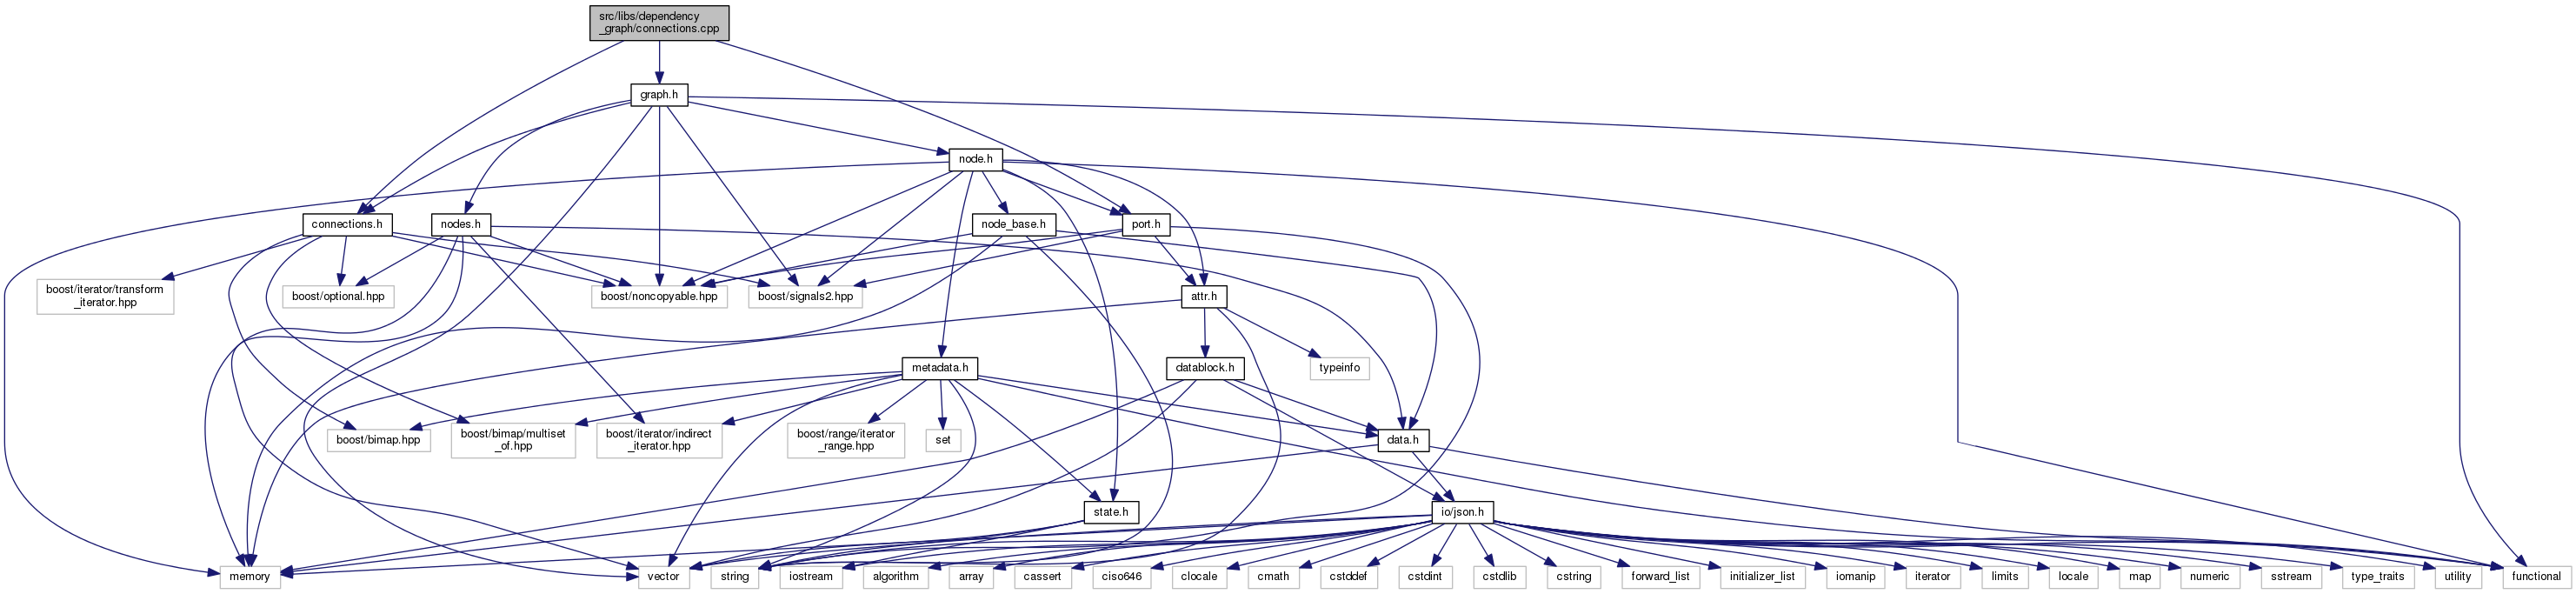 src/libs/dependency
_graph/connections.cpp
graph.h
node.h
connections.h
nodes.h
node_base.h
port.h
boost/iterator/transform
_iterator.hpp
boost/optional.hpp
boost/noncopyable.hpp
boost/signals2.hpp
attr.h
metadata.h
datablock.h
typeinfo
boost/bimap.hpp
boost/bimap/multiset
_of.hpp
boost/iterator/indirect
_iterator.hpp
boost/range/iterator
_range.hpp
set
data.h
state.h
io/json.h
memory
vector
string
iostream
algorithm
array
cassert
ciso646
clocale
cmath
cstddef
cstdint
cstdlib
cstring
forward_list
initializer_list
iomanip
iterator
limits
locale
map
numeric
sstream
type_traits
utility
functional